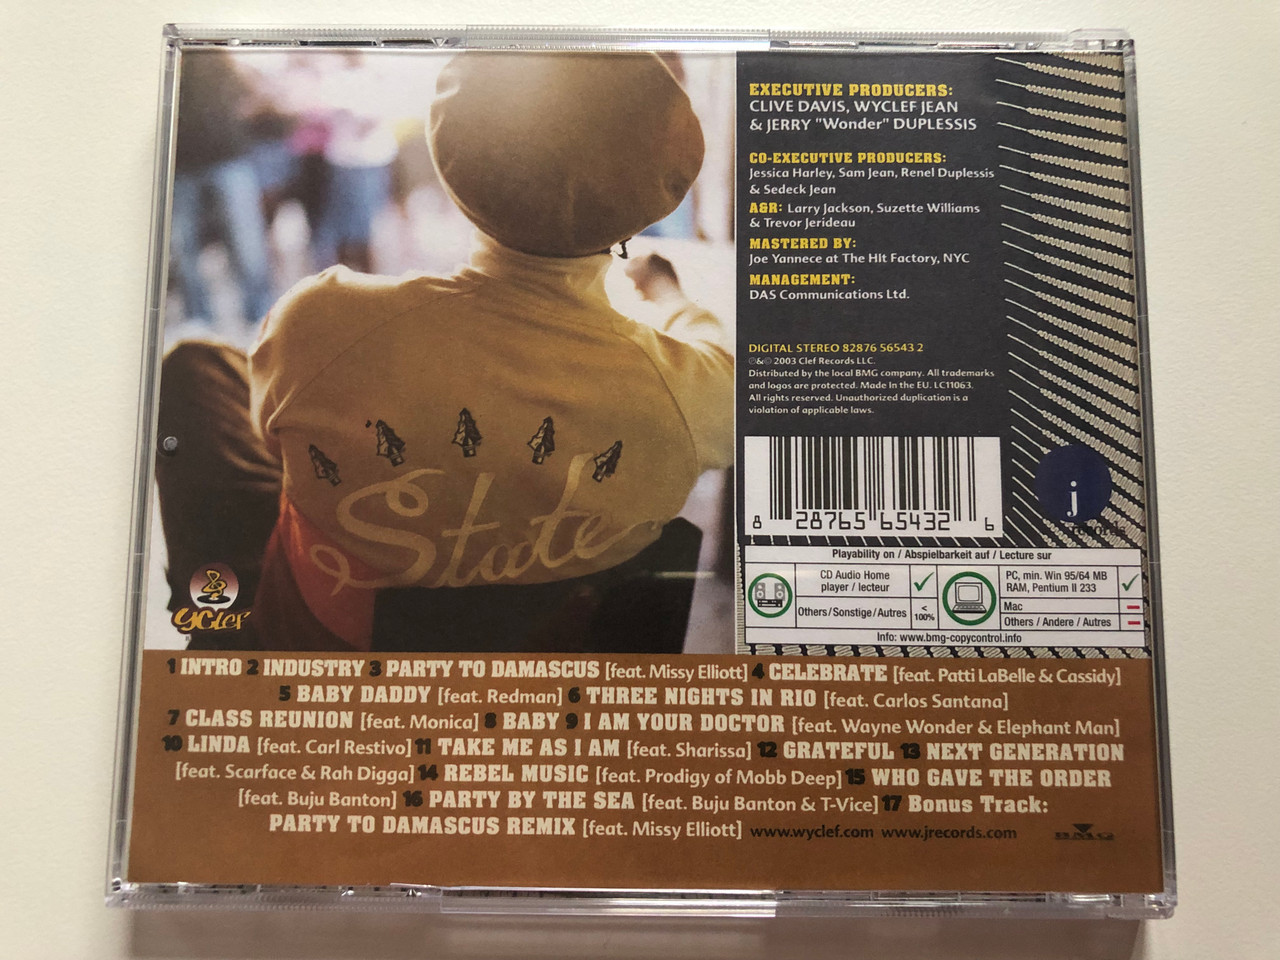 EXECUTIVE PRODUCERS:
CLIVE DAVIS, WYCLEF JEAN
& JERRY "Wonder" DUPLESSIS
CO-EXECUTIVE PRODUCERS:
Jessica Harley, Sam Jean, Renel Duplessis
& Sedeck Jean
A&R: Larry Jackson, Suzette Williams
& Trevor Jerideau
MASTERED BY:
Joe Yannece at The HIt Factory, NYC
MANAGEMENT:
DAS Communications Ltd.
DIGITAL STEREO 82876 56543 2
℗&© 2003 Clef Records LLC.
Distributed by the local BMG company. All trademarks
and logos are protected. Made In the EU. LC11063.
All rights reserved. Unauthorized duplication is a
violation of applicable laws.
State
8 28765 65432 6
j
Playability on / Abspielbarkeit auf / Lecture sur
CD Audio Home
player / lecteur
Others/Sonstige/Autres
<
100%
PC, min. Win 95/64 MB
RAM, Pentium II 233
Mac
Others / Andere / Autres
Info: www.bmg-copycontrol.info
YClef
1 INTRO 2 INDUSTRY 3 PARTY TO DAMASCUS [feat. Missy Elliott] 4 CELEBRATE [feat. Patti LaBelle & Cassidy]
5 BABY DADDY [feat. Redman] 6 THREE NIGHTS IN RIO [feat. Carlos Santana]
7 CLASS REUNION [feat. Monica] 8 BABY 9 I AM YOUR DOCTOR [feat. Wayne Wonder & Elephant Man]
10 LINDA [feat. Carl Restivo] 11 TAKE ME AS I AM [feat. Sharissa] 12 GRATEFUL 13 NEXT GENERATION
[feat. Scarface & Rah Digga] 14 REBEL MUSIC [feat. Prodigy of Mobb Deep] 15 WHO GAVE THE ORDER
[feat. Buju Banton] 16 PARTY BY THE SEA [feat. Buju Banton & T-Vice] 17 Bonus Track:
PARTY TO DAMASCUS REMIX [feat. Missy Elliott] www.wyclef.com www.jrecords.com
BMG